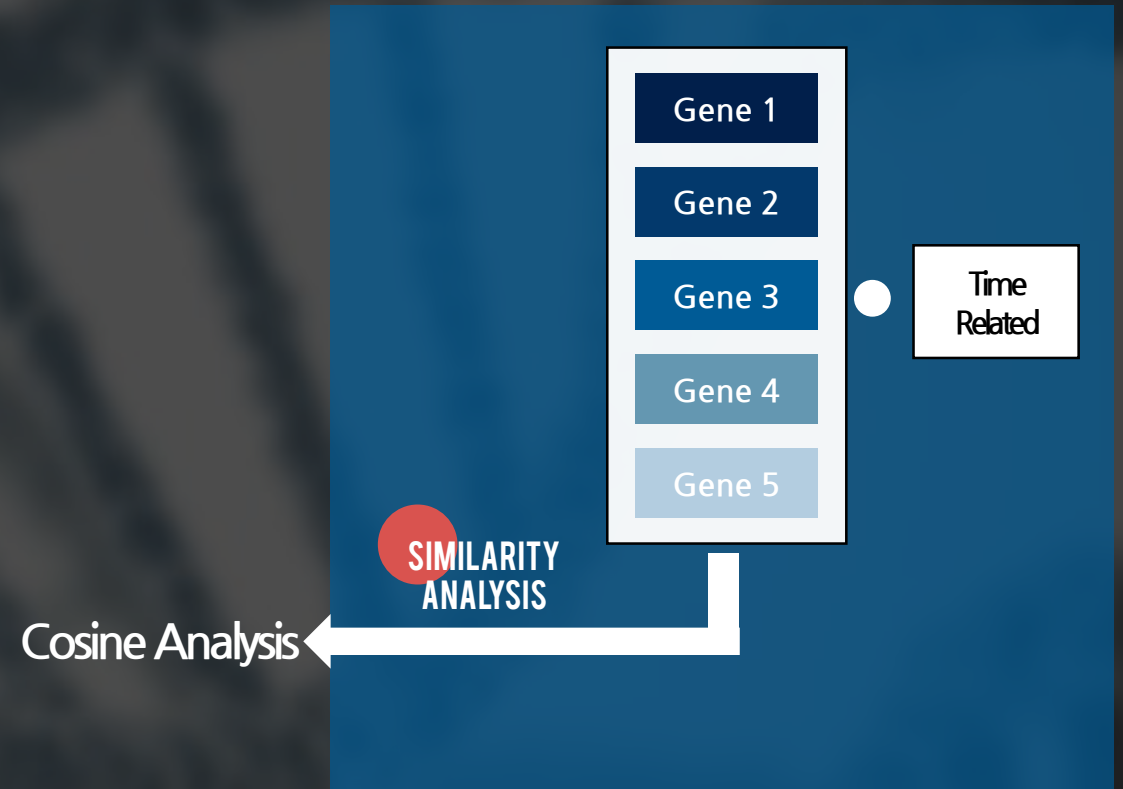 Gene 1
Gene 2
Gene 3
Gene 4
Gene 5
Time
Related
SIMILARITY
ANALYSIS
Cosine Analysis